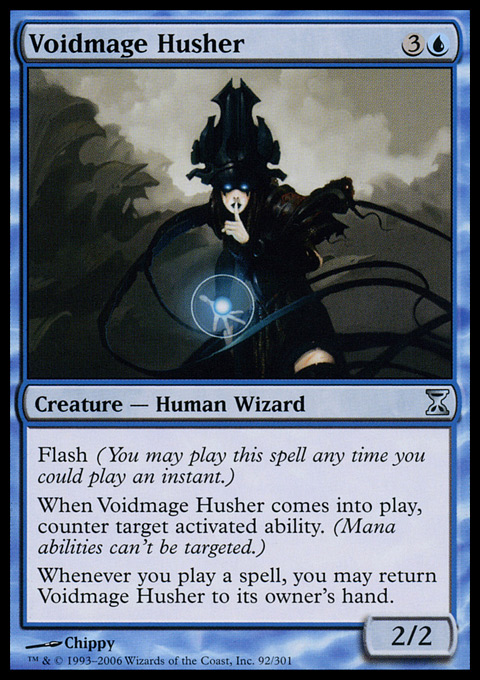 Voidmage Husher 3
Creature — Human Wizard
Flash (You may play this spell any time you
could play an instant.)
When Voidmage Husher comes into play,
counter target activated ability. (Mana
abilities can't be targeted.)
Whenever you play a spell, you may return
Voidmage Husher to its owner's hand.
2/2
Chippy
™ & © 1993–2006 Wizards of the Coast, Inc. 92/301